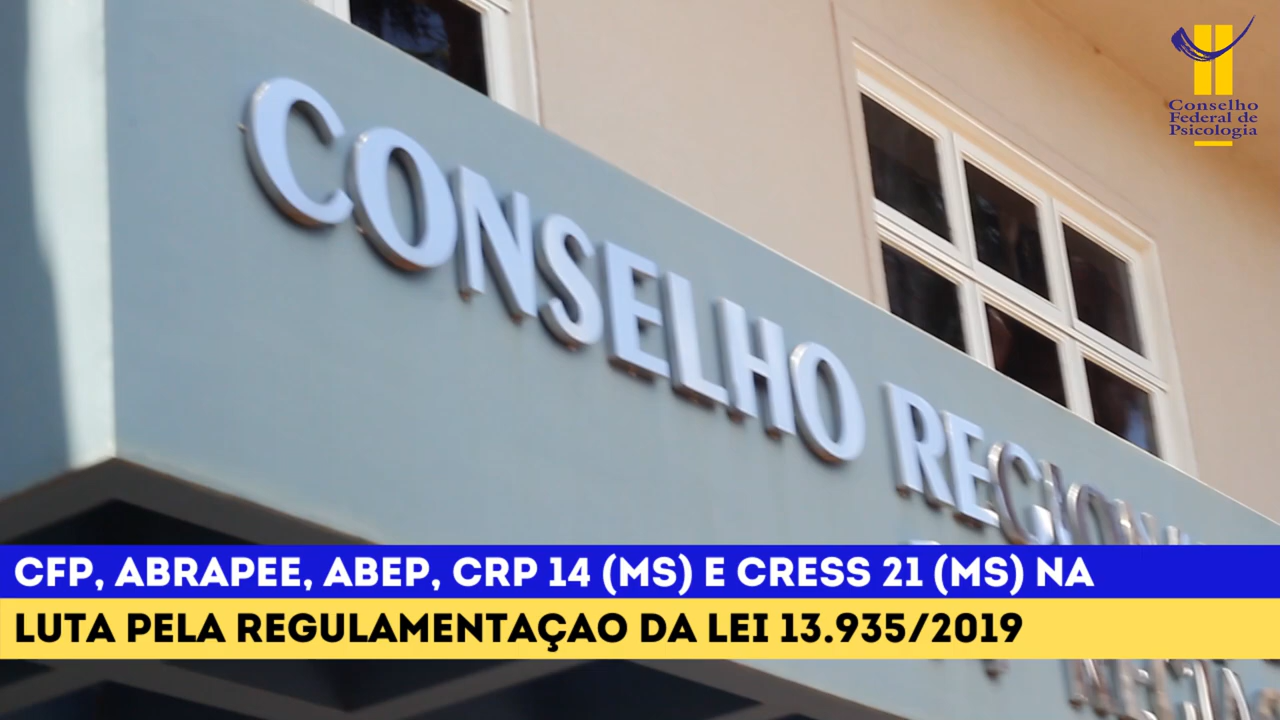 Conselho
Federal de
Psicologia
CONSELHO REGIONAL
CFP, ABRAPEE, ABEP, CRP 14 (MS) E CRESS 21 (MS) NA
LUTA PELA REGULAMENTAÇAO DA LEI 13.935/2019